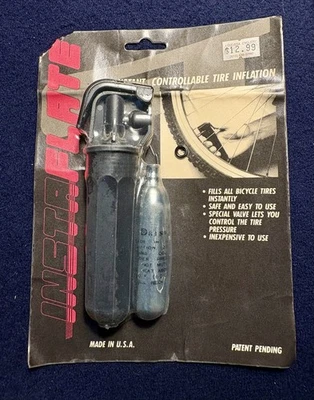 $12.99
INSTAFLATE
INSTANT CONTROLLABLE TIRE INFLATION
• FILLS ALL BICYCLE TIRES
INSTANTLY
• SAFE AND EASY TO USE
• SPECIAL VALVE LETS YOU
CONTROL THE TIRE
PRESSURE
• INEXPENSIVE TO USE
MADE IN U.S.A.
PATENT PENDING